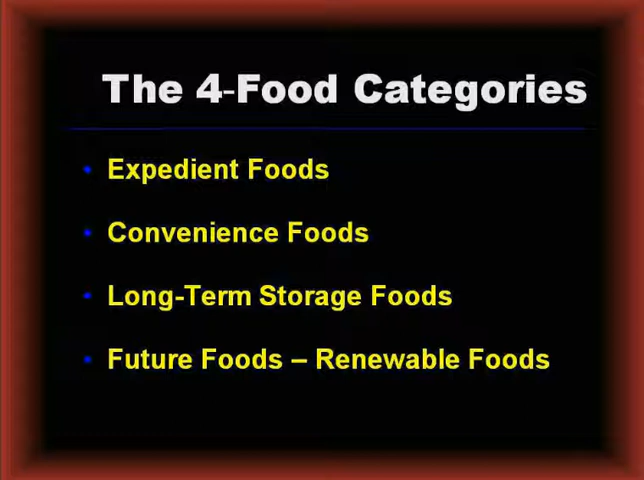 The 4-Food Categories
• Expedient Foods
• Convenience Foods
• Long-Term Storage Foods
• Future Foods – Renewable Foods